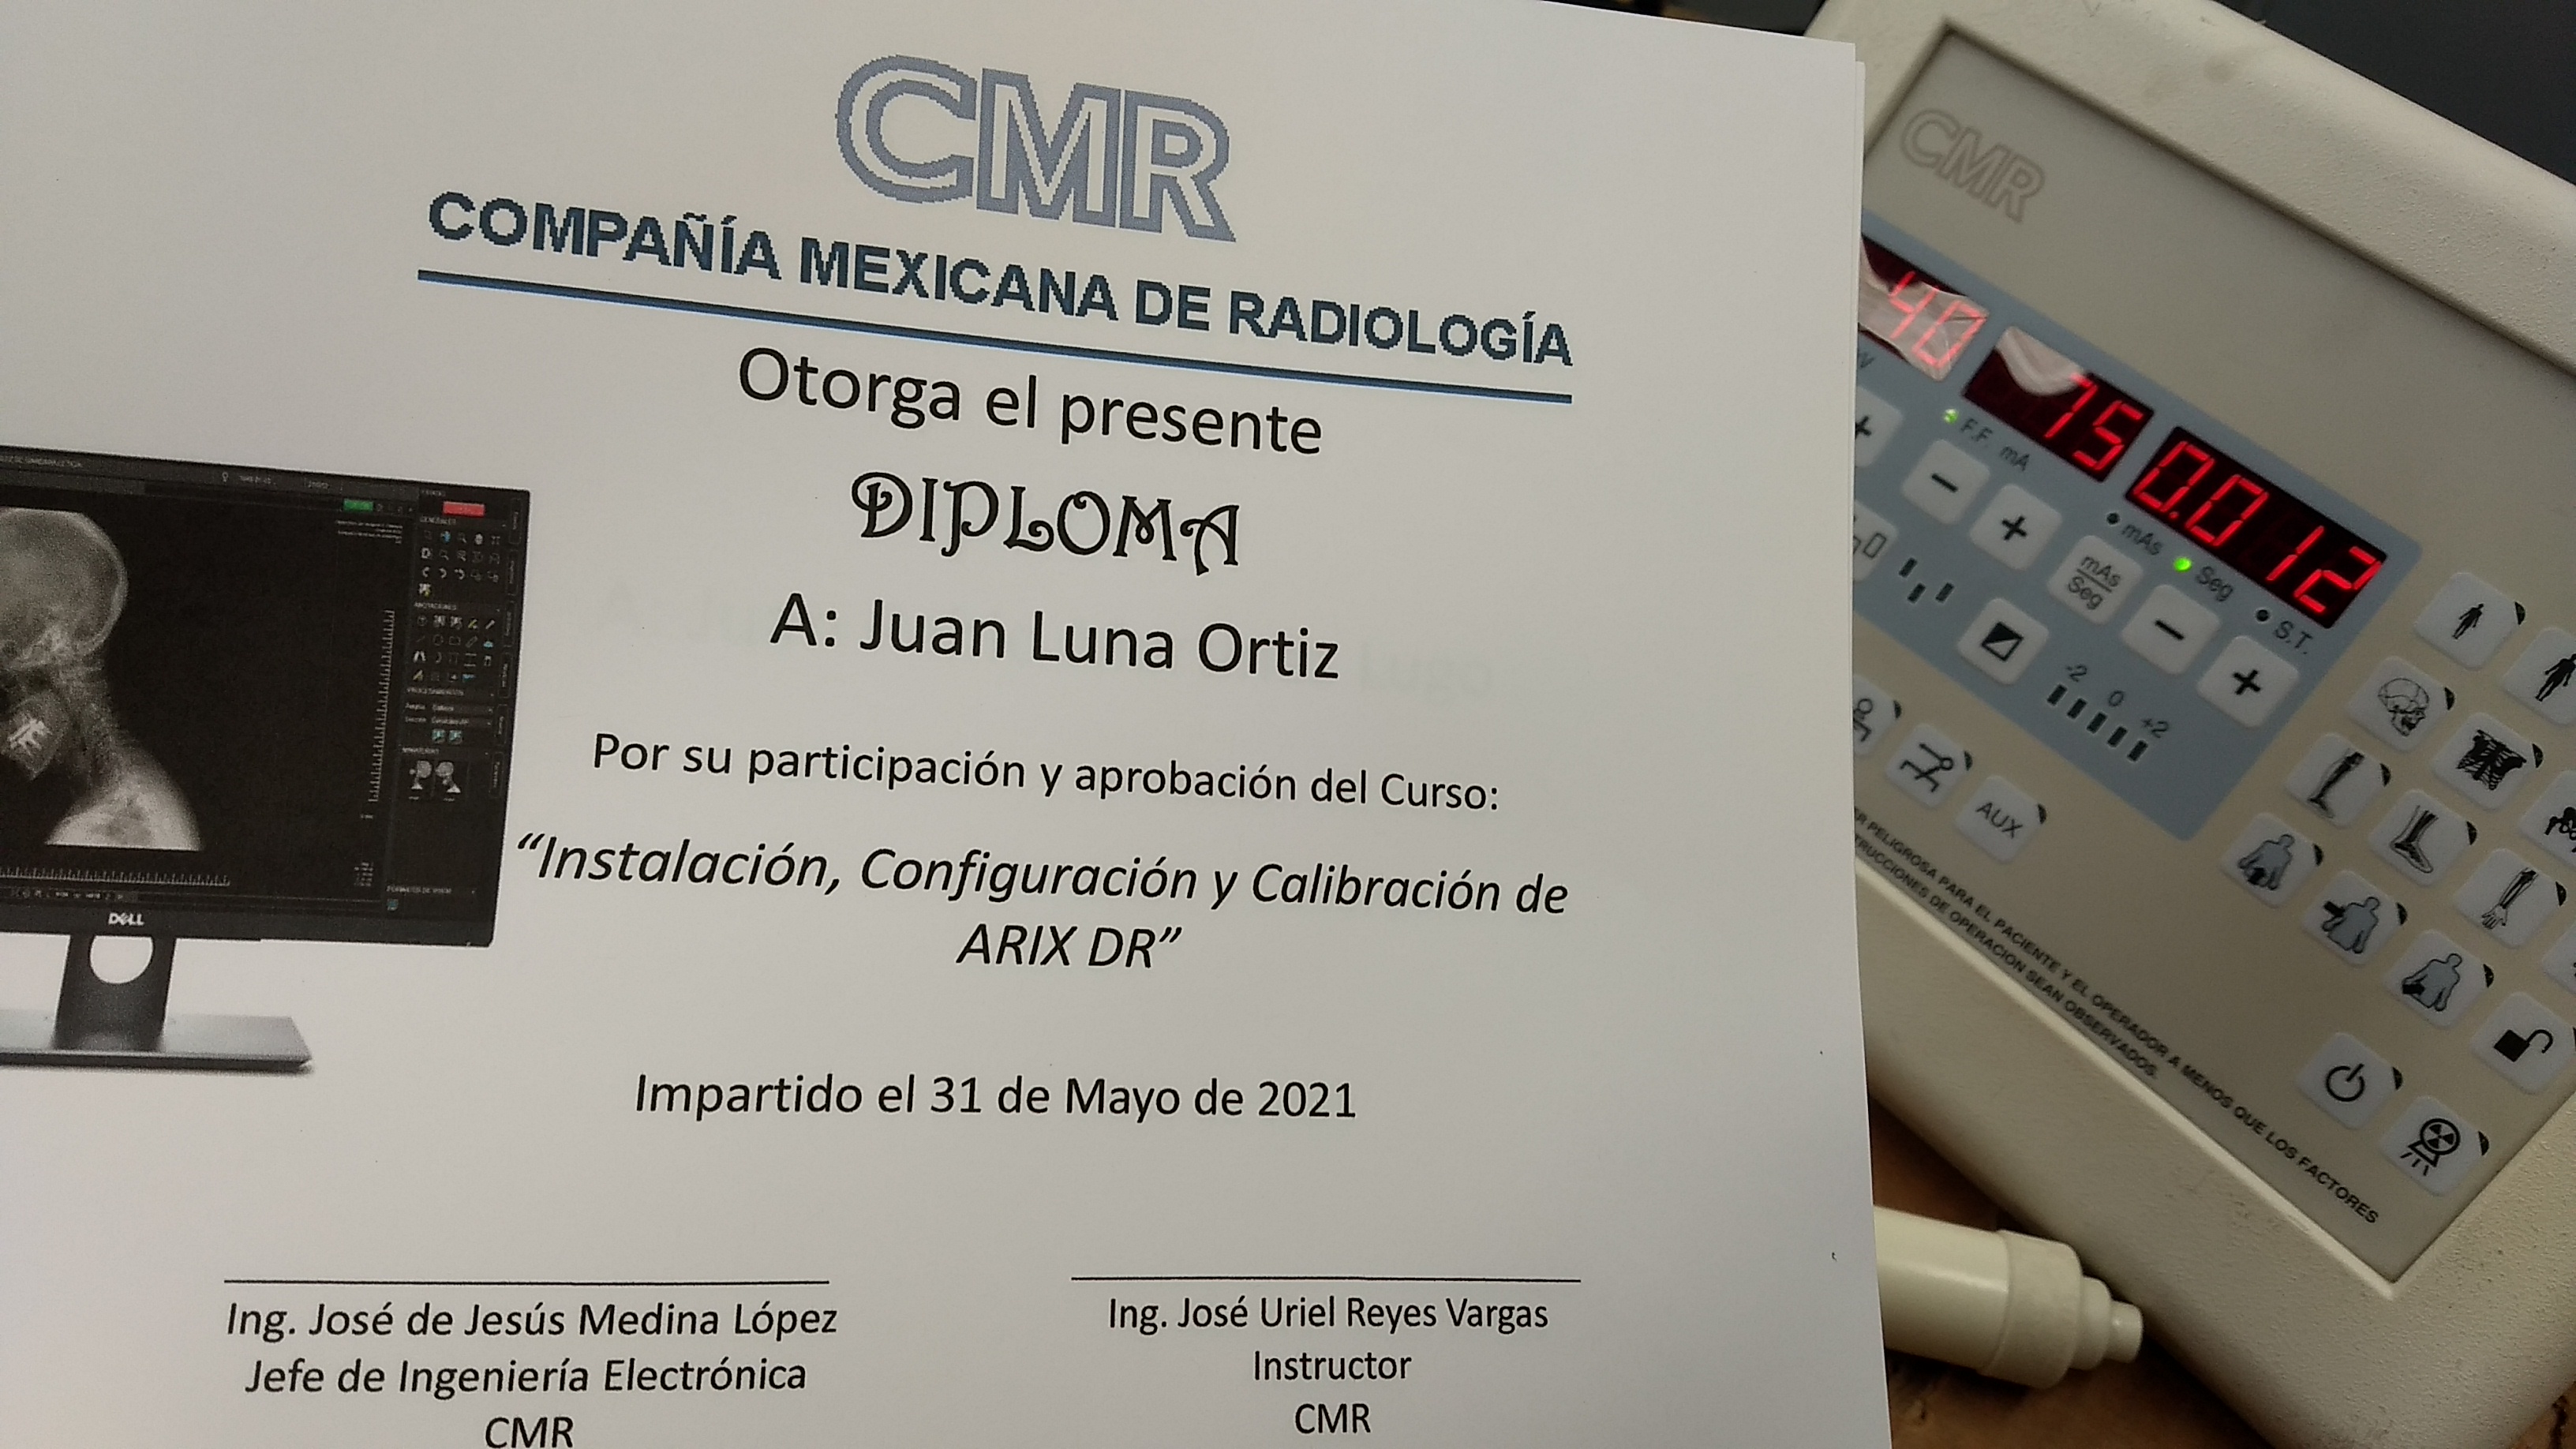 CMR
COMPAÑÍA MEXICANA DE RADIOLOGÍA
Otorga el presente
DIPLOMA
A: Juan Luna Ortiz
Por su participación y aprobación del Curso:
“Instalación, Configuración y Calibración de
ARIX DR”
Impartido el 31 de Mayo de 2021
Ing. José de Jesús Medina López
Jefe de Ingeniería Electrónica
CMR
Ing. José Uriel Reyes Vargas
Instructor
CMR
DELL
CMR
40
75
0.012
F.F. mA
mAs
Seg
S.T.
mAs
Seg
-2 0 +2
AUX
PELIGROSA PARA EL PACIENTE Y EL OPERADOR A MENOS QUE LOS FACTORES
DE OPERACION SEAN OBSERVADOS.